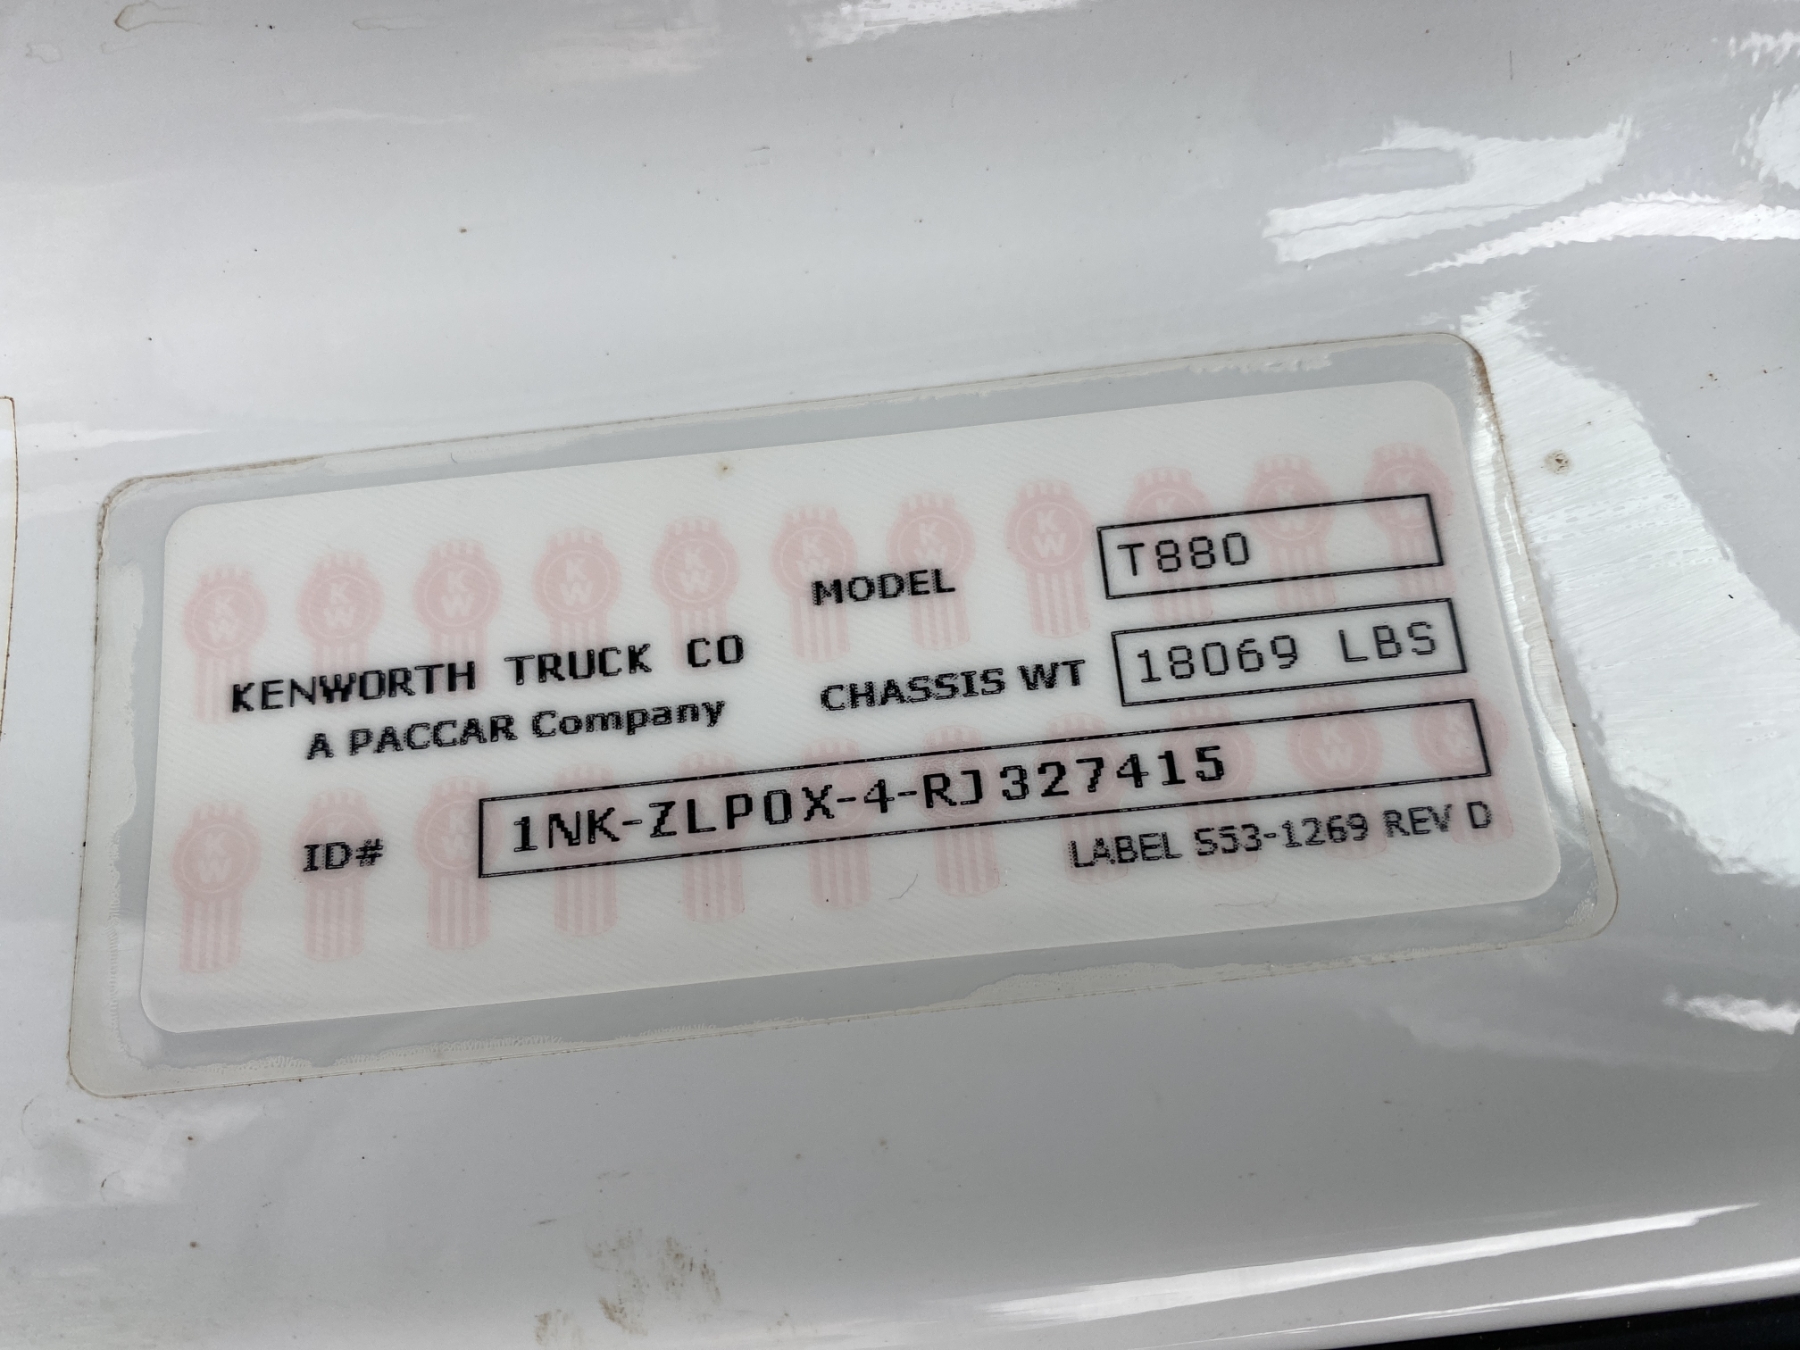 MODEL T880
KENWORTH TRUCK CO
A PACCAR Company
CHASSIS WT 18069 LBS
ID# 1NK-ZLP0X-4-RJ327415
LABEL S53-1269 REV D